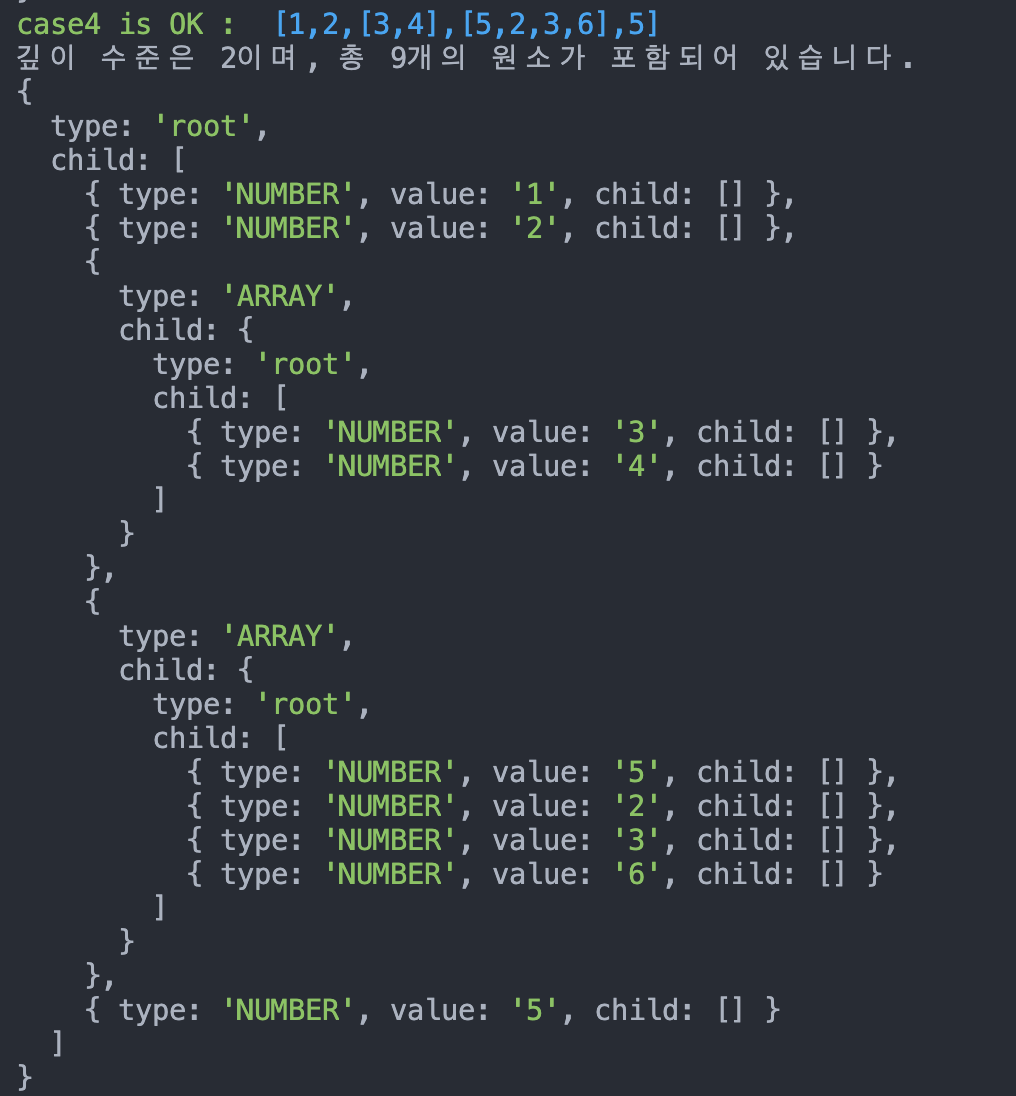 case4 is OK :  [1,2,[3,4],[5,2,3,6],5]
깊이 수준은 2이며, 총 9개의 원소가 포함되어 있습니다.
{
  type: 'root',
  child: [
    { type: 'NUMBER', value: '1', child: [] },
    { type: 'NUMBER', value: '2', child: [] },
    {
      type: 'ARRAY',
      child: {
        type: 'root',
        child: [
          { type: 'NUMBER', value: '3', child: [] },
          { type: 'NUMBER', value: '4', child: [] }
        ]
      }
    },
    {
      type: 'ARRAY',
      child: {
        type: 'root',
        child: [
          { type: 'NUMBER', value: '5', child: [] },
          { type: 'NUMBER', value: '2', child: [] },
          { type: 'NUMBER', value: '3', child: [] },
          { type: 'NUMBER', value: '6', child: [] }
        ]
      }
    },
    { type: 'NUMBER', value: '5', child: [] }
  ]
}